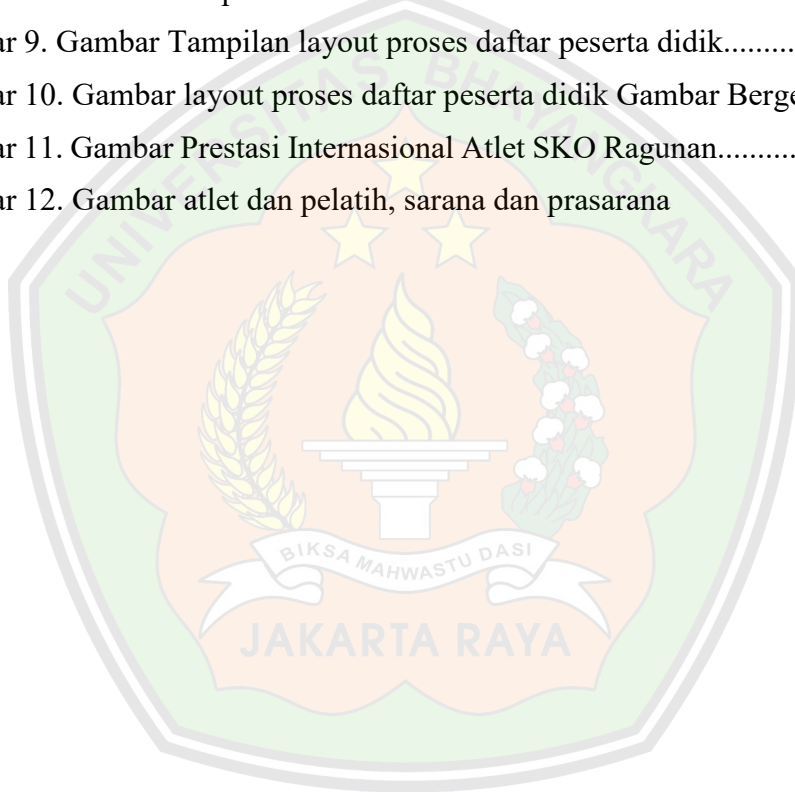 ar 9. Gambar Tampilan layout proses daftar peserta didik.........
ar 10. Gambar layout proses daftar peserta didik Gambar Berge
ar 11. Gambar Prestasi Internasional Atlet SKO Ragunan..........
ar 12. Gambar atlet dan pelatih, sarana dan prasarana
UNIVERSITAS BHAYANGKARA
BIKSA MAHWASTU DASI
JAKARTA RAYA